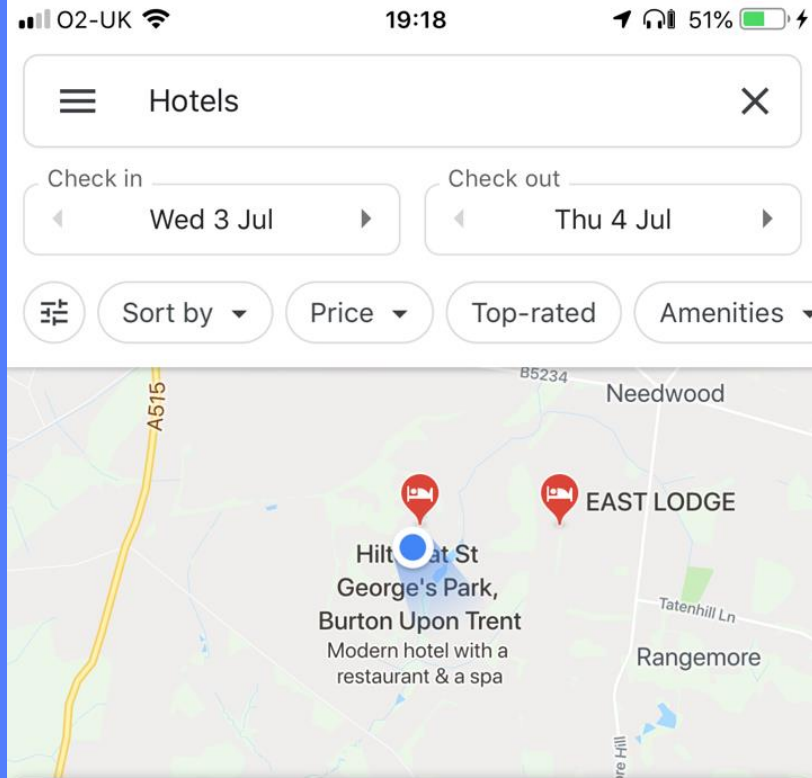 O2-UK 19:18 51%
Hotels
Check in Check out
Wed 3 Jul Thu 4 Jul
Sort by Price Top-rated Amenities
B5234
Needwood
A515
EAST LODGE
at St
George's Park,
Burton Upon Trent
Modern hotel with a
restaurant & a spa
Tatenhill Ln
Rangemore
Hill